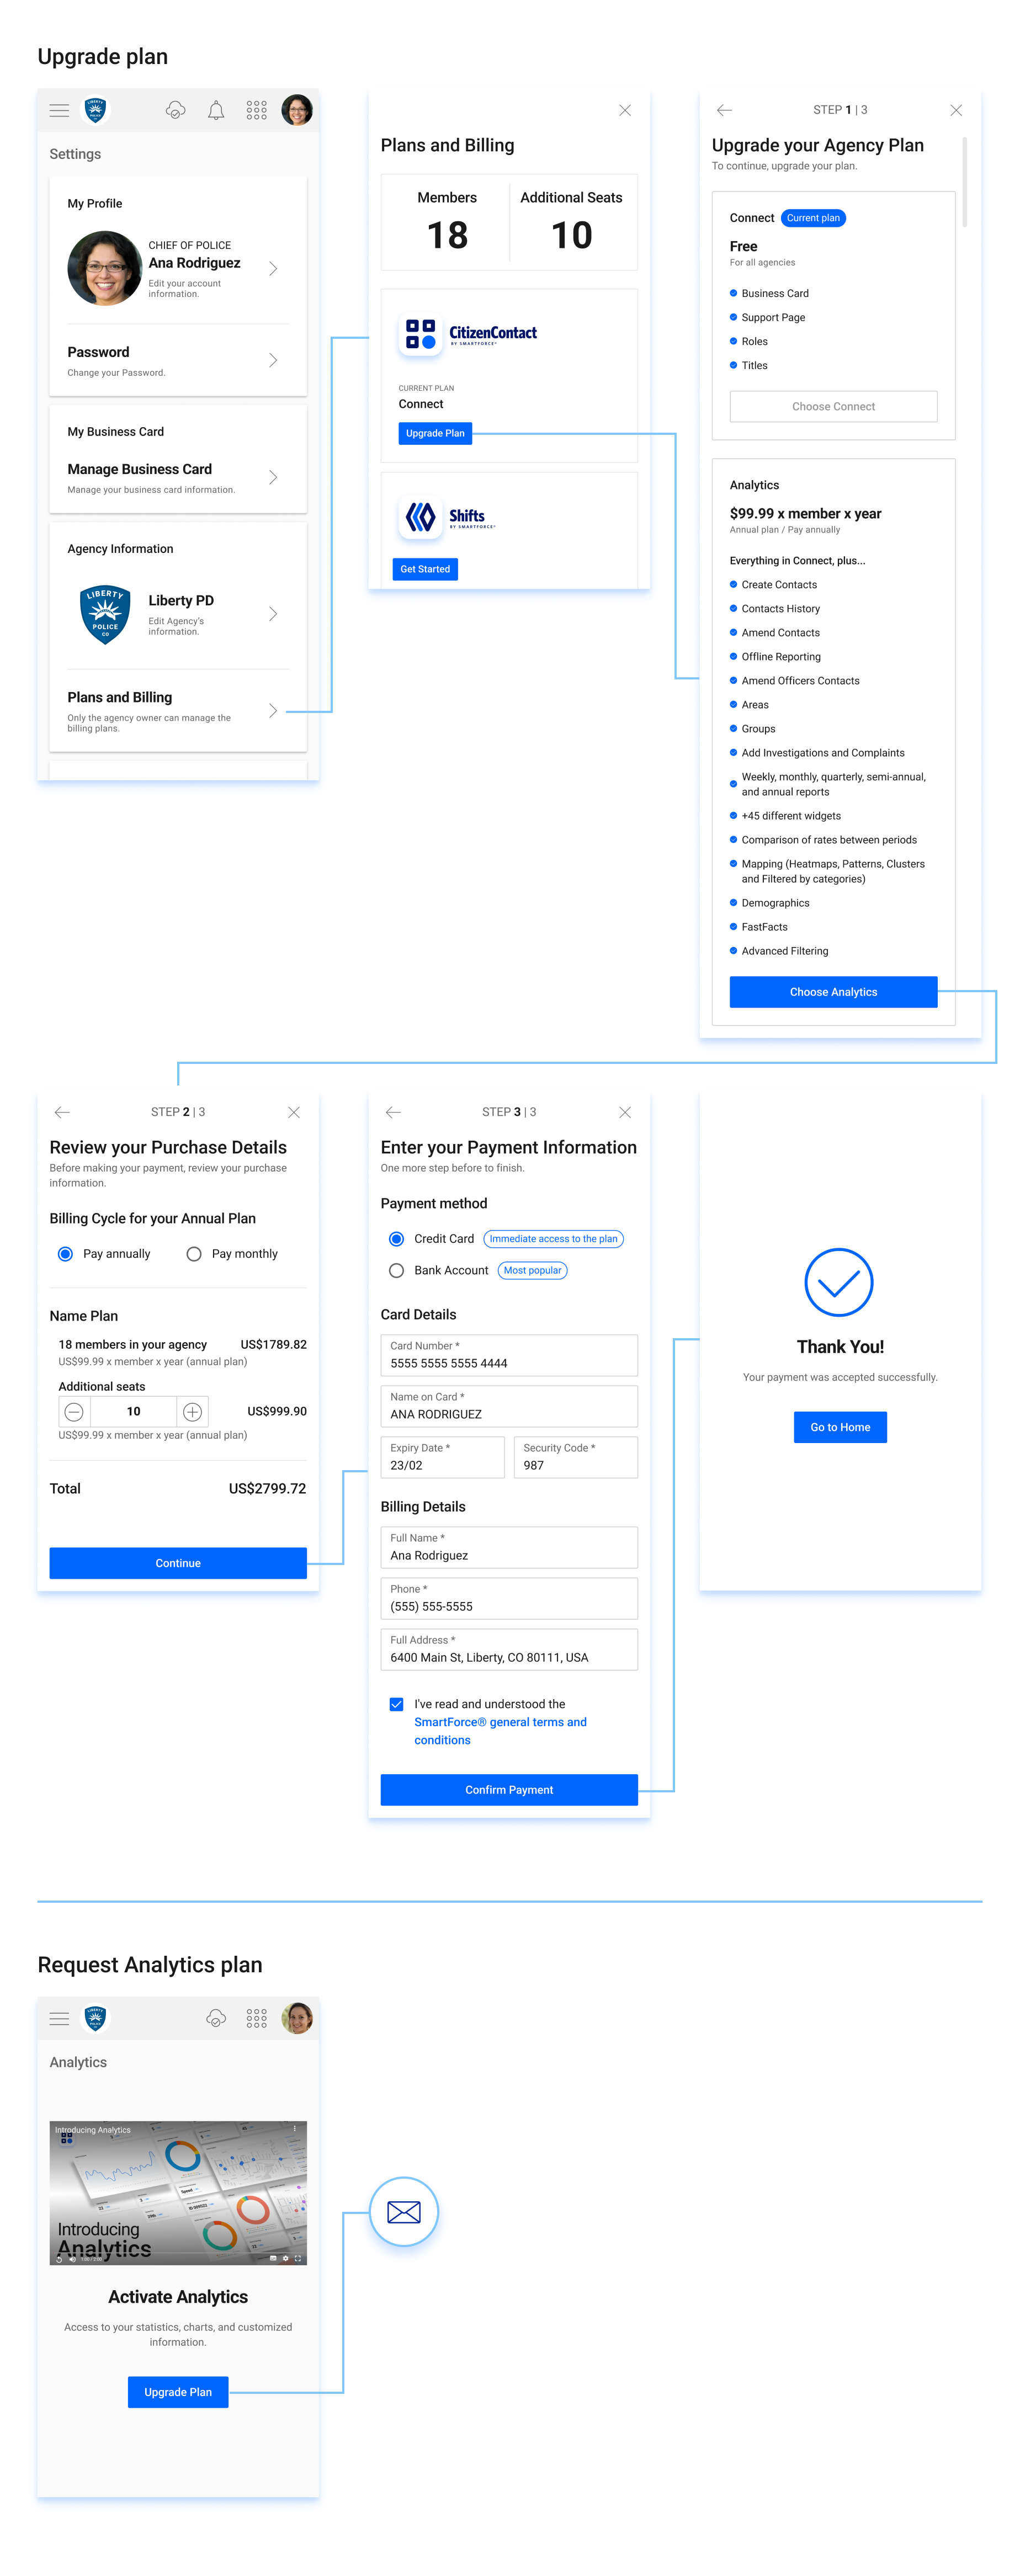 Upgrade plan
Settings
My Profile
CHIEF OF POLICE
Ana Rodriguez
Edit your account
information.
Password
Change your Password.
My Business Card
Manage Business Card
Manage your business card information.
Agency Information
LIBERTY
POLICE
CO
Liberty PD
Edit Agency's
information.
Plans and Billing
Only the agency owner can manage the
billing plans.
Plans and Billing
Members
18
Additional Seats
10
CitizenContact
BY SMARTFORCE®
CURRENT PLAN
Connect
Upgrade Plan
Shifts
BY SMARTFORCE®
Get Started
STEP 1 | 3
Upgrade your Agency Plan
To continue, upgrade your plan.
Connect Current plan
Free
For all agencies
Business Card
Support Page
Roles
Titles
Choose Connect
Analytics
$99.99 x member x year
Annual plan / Pay annually
Everything in Connect, plus...
Create Contacts
Contacts History
Amend Contacts
Offline Reporting
Amend Officers Contacts
Areas
Groups
Add Investigations and Complaints
Weekly, monthly, quarterly, semi-annual,
and annual reports
+45 different widgets
Comparison of rates between periods
Mapping (Heatmaps, Patterns, Clusters
and Filtered by categories)
Demographics
FastFacts
Advanced Filtering
Choose Analytics
STEP 2 | 3
Review your Purchase Details
Before making your payment, review your purchase
information.
Billing Cycle for your Annual Plan
Pay annually Pay monthly
Name Plan
18 members in your agency US$1789.82
US$99.99 x member x year (annual plan)
Additional seats
10 US$999.90
US$99.99 x member x year (annual plan)
Total US$2799.72
Continue
STEP 3 | 3
Enter your Payment Information
One more step before to finish.
Payment method
Credit Card Immediate access to the plan
Bank Account Most popular
Card Details
Card Number *
5555 5555 5555 4444
Name on Card *
ANA RODRIGUEZ
Expiry Date * Security Code *
23/02 987
Billing Details
Full Name *
Ana Rodriguez
Phone *
(555) 555-5555
Full Address *
6400 Main St, Liberty, CO 80111, USA
I've read and understood the
SmartForce® general terms and
conditions
Confirm Payment
Thank You!
Your payment was accepted successfully.
Go to Home
Request Analytics plan
Analytics
Introducing Analytics
Introducing
Analytics
Activate Analytics
Access to your statistics, charts, and customized
information.
Upgrade Plan